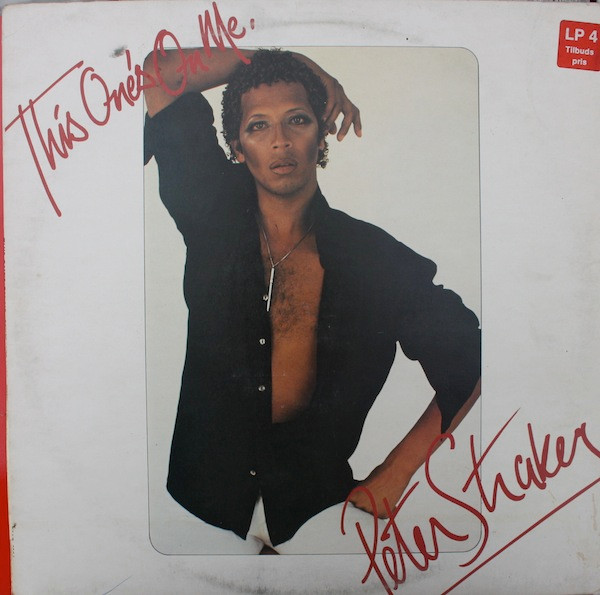 This One's On Me.
LP 4
Tilbuds
pris
Peter Straker